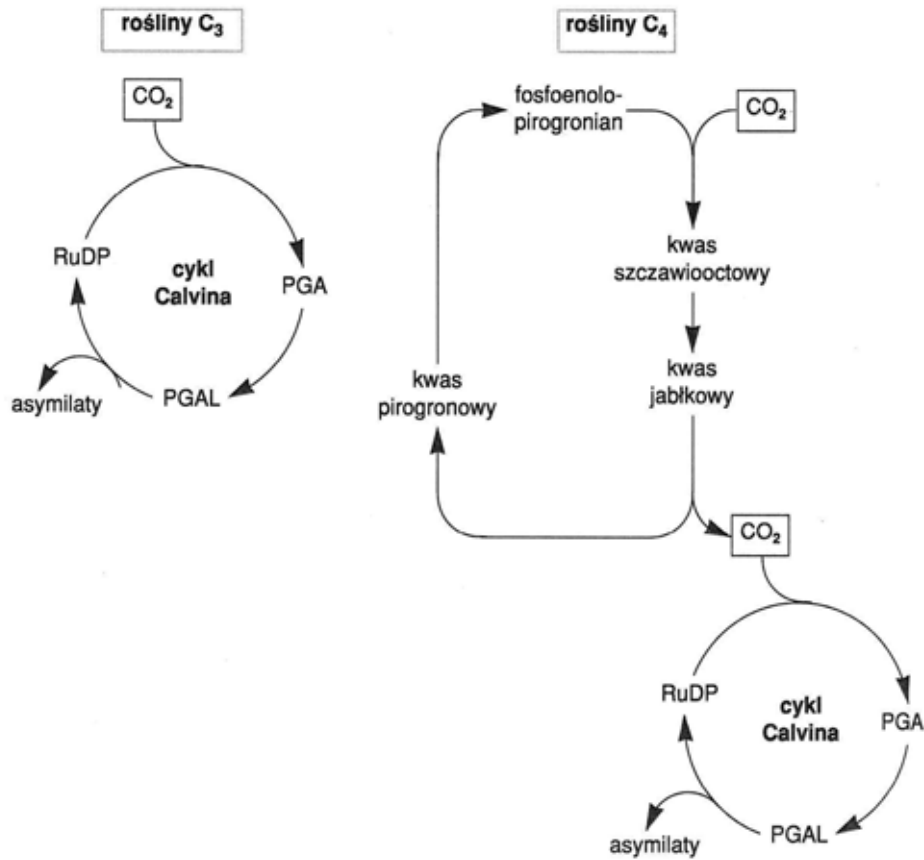 rośliny C₃
CO₂
RuDP
cykl
Calvina
PGA
asymilaty
PGAL
rośliny C₄
fosfoenolo-
pirogronian
CO₂
kwas
szczawiooctowy
kwas
pirogronowy
kwas
jabłkowy
CO₂
RuDP
cykl
Calvina
PGA
asymilaty
PGAL